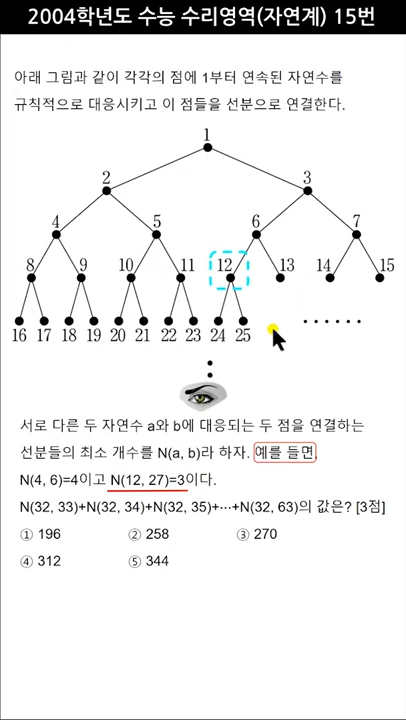 2004학년도 수능 수리영역(자연계) 15번
아래 그림과 같이 각각의 점에 1부터 연속된 자연수를
규칙적으로 대응시키고 이 점들을 선분으로 연결한다.
1
2 3
4 5 6 7
8 9 10 11 12 13 14 15
16 17 18 19 20 21 22 23 24 25 ······
서로 다른 두 자연수 a와 b에 대응되는 두 점을 연결하는
선분들의 최소 개수를 N(a, b)라 하자. 예를 들면,
N(4, 6)=4이고 N(12, 27)=3이다.
N(32, 33)+N(32, 34)+N(32, 35)+···+N(32, 63)의 값은? [3점]
① 196 ② 258 ③ 270
④ 312 ⑤ 344